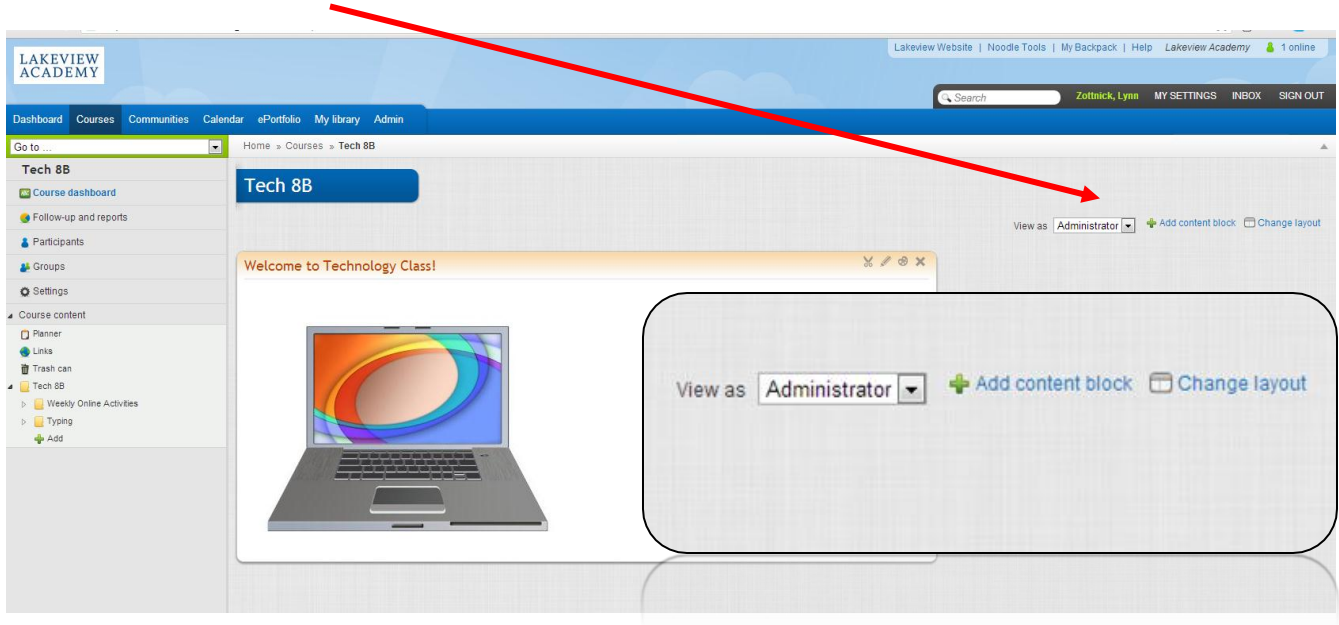 LAKEVIEW
ACADEMY
Lakeview Website | Noodle Tools | My Backpack | Help Lakeview Academy 1 online
Search Zottnick, Lynn MY SETTINGS INBOX SIGN OUT
Dashboard Courses Communities Calendar ePortfolio My library Admin
Go to ...
Home » Courses » Tech 8B
Tech 8B
Course dashboard
Follow-up and reports
Participants
Groups
Settings
Course content
Planner
Links
Trash can
Tech 8B
Weekly Online Activities
Typing
Add
Tech 8B
View as Administrator Add content block Change layout
Welcome to Technology Class!
View as Administrator Add content block Change layout